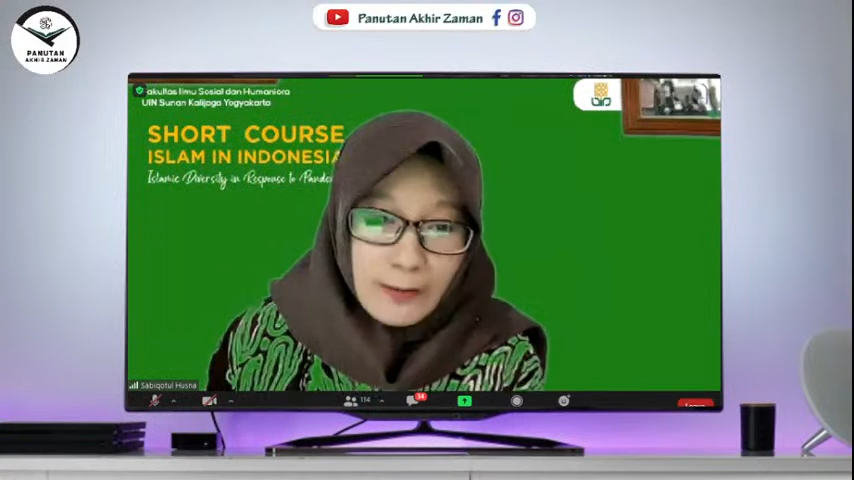 Panutan Akhir Zaman
PANUTAN
AKHIR ZAMAN
akultas Ilmu Sosial dan Humaniora
UIN Sunan Kalijaga Yogyakarta
SHORT COURSE
ISLAM IN INDONESIA
Islamic Diversity in Response to Pande
Sabiqotul Husna
114
34